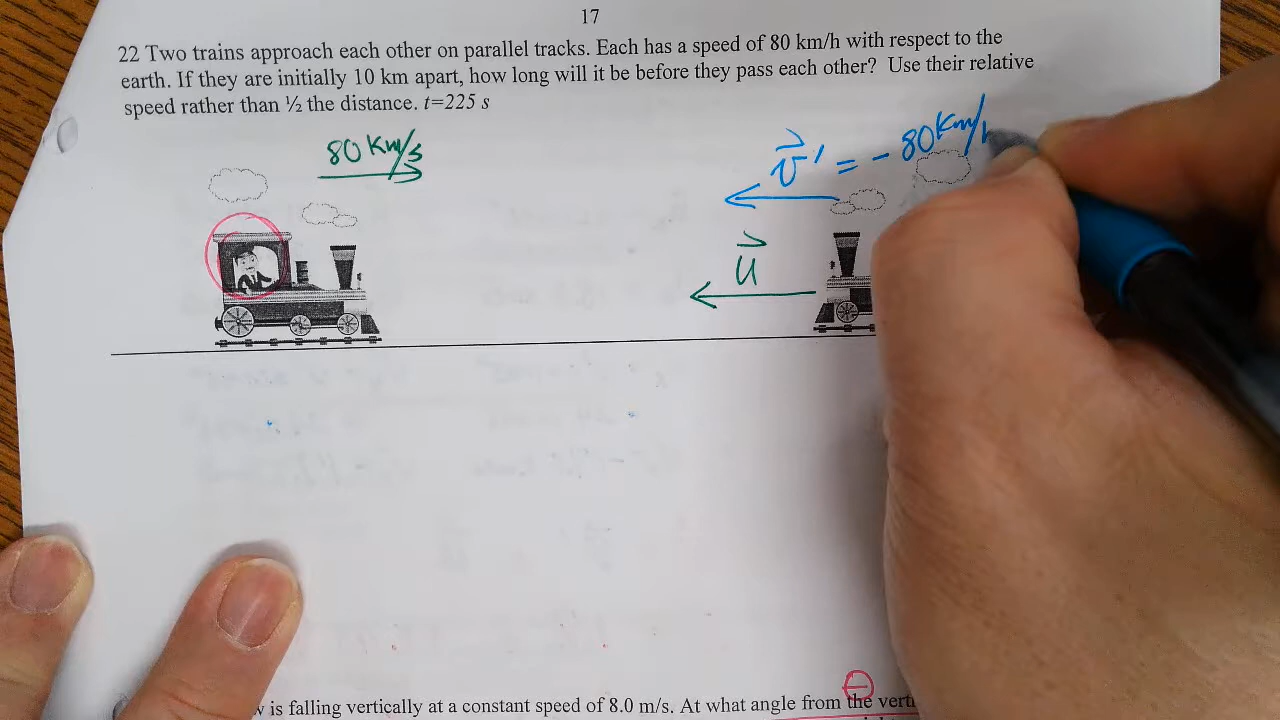 17
22 Two trains approach each other on parallel tracks. Each has a speed of 80 km/h with respect to the
earth. If they are initially 10 km apart, how long will it be before they pass each other? Use their relative
speed rather than ½ the distance. t=225 s
80 Km/s
v⃗' = - 80 Km/h
u⃗
is falling vertically at a constant speed of 8.0 m/s. At what angle from the